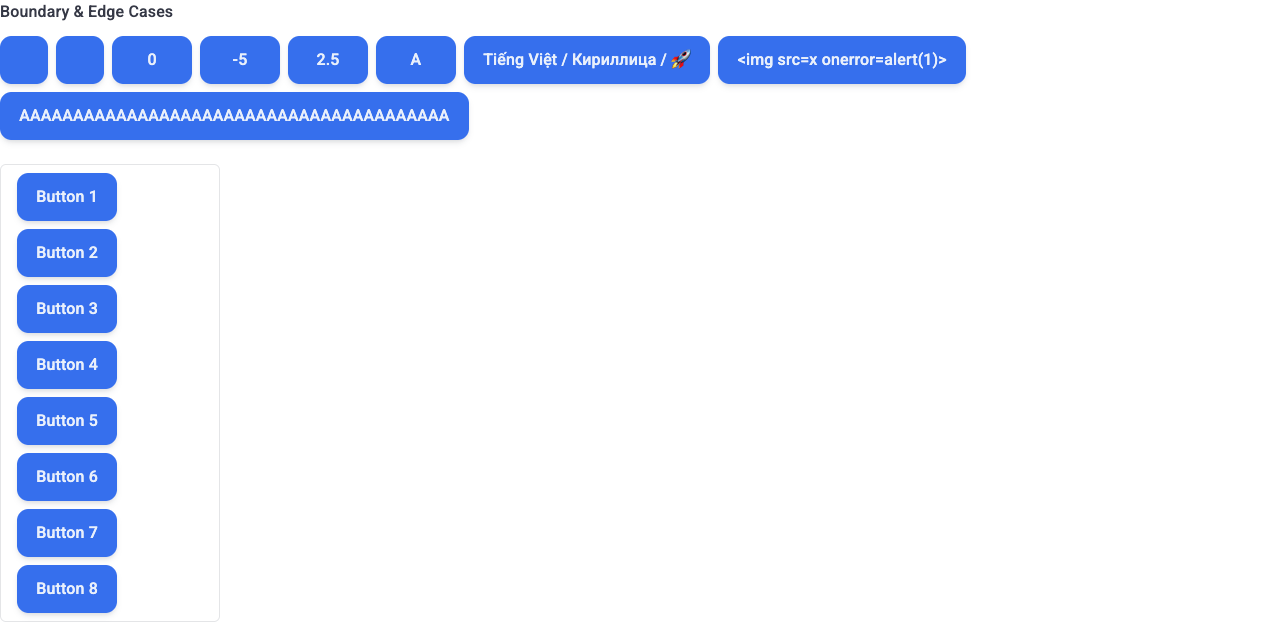 Boundary & Edge Cases
0 -5 2.5 A Tiếng Việt / Кириллица / 🚀 <img src=x onerror=alert(1)>
AAAAAAAAAAAAAAAAAAAAAAAAAAAAAAAAAAAAAAAA
Button 1
Button 2
Button 3
Button 4
Button 5
Button 6
Button 7
Button 8